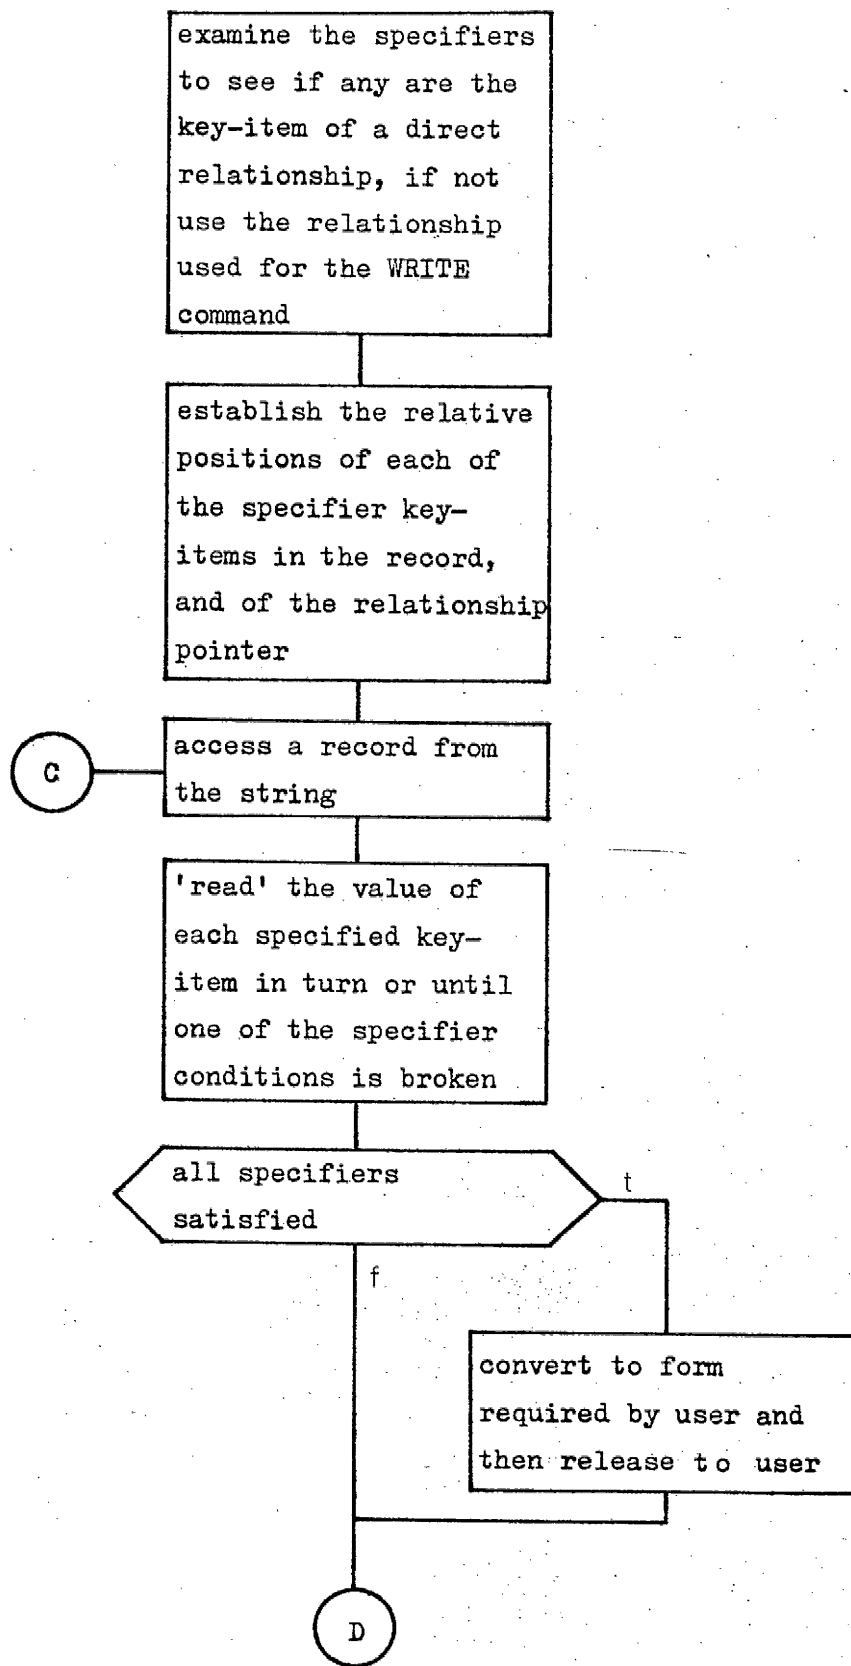 examine the specifiers
to see if any are the
key-item of a direct
relationship, if not
use the relationship
used for the WRITE
command
establish the relative
positions of each of
the specifier key-
items in the record,
and of the relationship
pointer
C
access a record from
the string
'read' the value of
each specified key-
item in turn or until
one of the specifier
conditions is broken
all specifiers
satisfied
t
f
convert to form
required by user and
then release to user
D